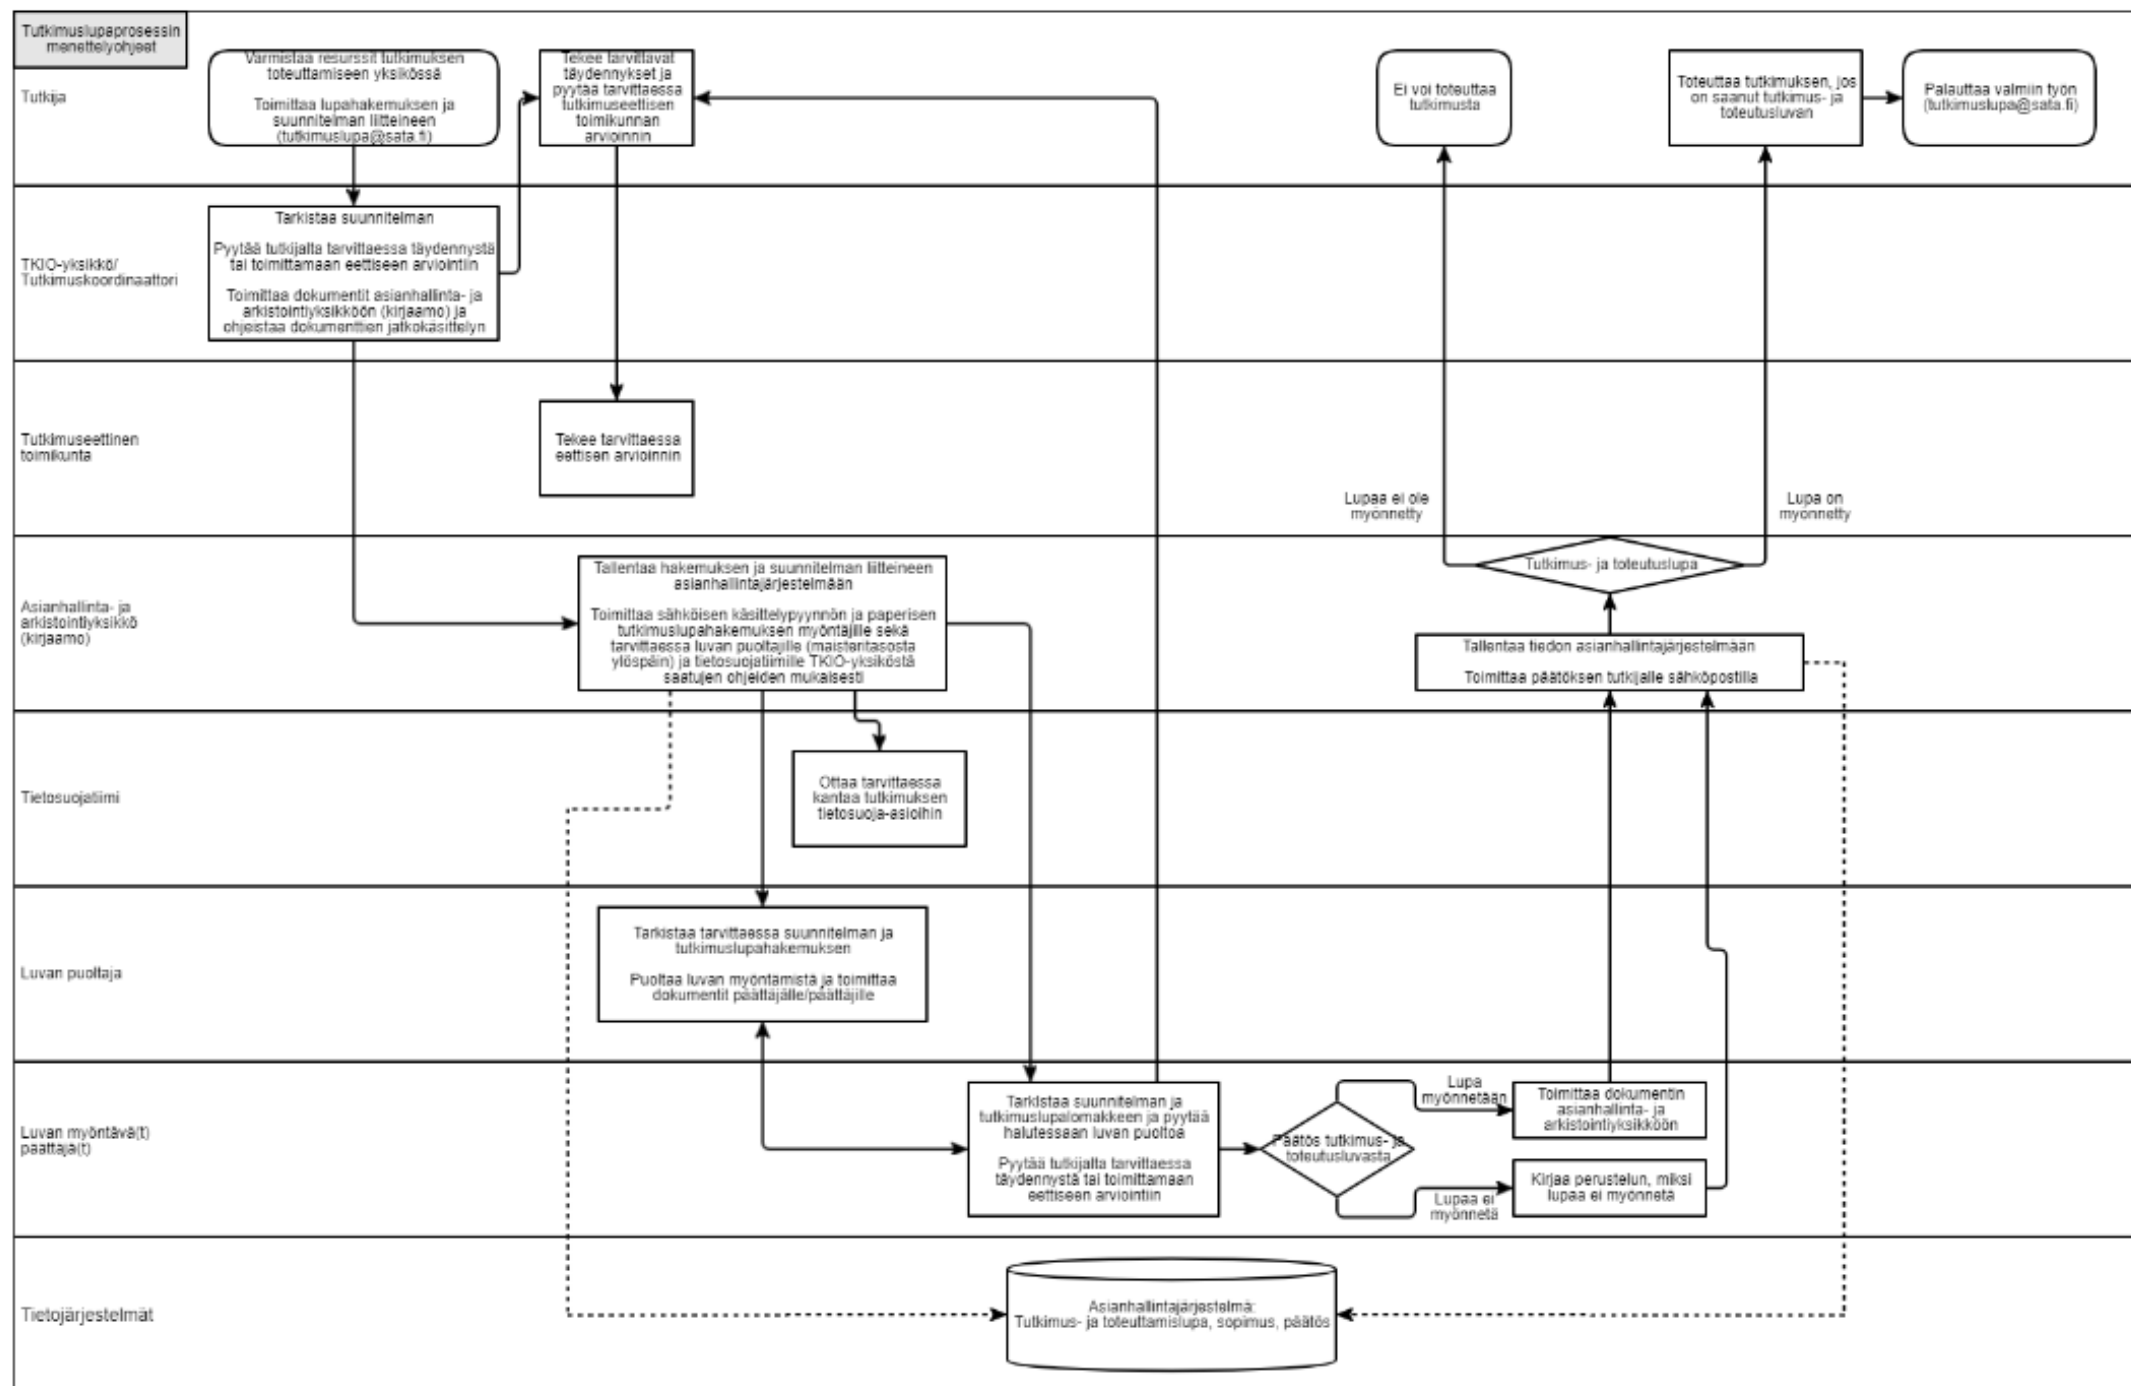 Tutkimuslupaprosessin
menettelyohjeet
Tutkija
Varmistaa resurssit tutkimuksen
toteuttamiseen yksikössä
Toimittaa lupahakemuksen ja
suunnitelman liitteineen
(tutkimuslupa@sata.fi)
Tekee tarvittavat
täydennykset ja
pyytää tarvittaessa
tutkimuseettisen
toimikunnan
arvioinnin
Ei voi toteuttaa
tutkimusta
Toteuttaa tutkimuksen, jos
on saanut tutkimus- ja
toteutusluvan
Palauttaa valmiin työn
(tutkimuslupa@sata.fi)
TKIO-yksikkö/
Tutkimuskoordinaattori
Tarkistaa suunnitelman
Pyytää tutkijalta tarvittaessa täydennystä
tai toimittamaan eettiseen arviointiin
Toimittaa dokumentit asianhallinta- ja
arkistointiyksikköön (kirjaamo) ja
ohjeistaa dokumenttien jatkokäsittelyn
Tutkimuseettinen
toimikunta
Tekee tarvittaessa
eettisen arvioinnin
Lupaa ei ole
myönnetty
Lupa on
myönnetty
Asianhallinta- ja
arkistointiyksikkö
(kirjaamo)
Tallentaa hakemuksen ja suunnitelman liitteineen
asianhallintajärjestelmään
Toimittaa sähköisen käsittelypyynnön ja paperisen
tutkimuslupahakemuksen myöntäjille sekä
tarvittaessa luvan puoltajille (maisteritasosta
ylöspäin) ja tietosuojatiimille TKIO-yksiköstä
saatujen ohjeiden mukaisesti
Tutkimus- ja toteutuslupa
Tallentaa tiedon asianhallintajärjestelmään
Toimittaa päätöksen tutkijalle sähköpostilla
Tietosuojatiimi
Ottaa tarvittaessa
kantaa tutkimuksen
tietosuoja-asioihin
Luvan puoltaja
Tarkistaa tarvittaessa suunnitelman ja
tutkimuslupahakemuksen
Puoltaa luvan myöntämistä ja toimittaa
dokumentit päättäjälle/päättäjille
Luvan myöntävä(t)
päättäjä(t)
Tarkistaa suunnitelman ja
tutkimuslupalomakkeen ja pyytää
halutessaan luvan puoltoa
Pyytää tutkijalta tarvittaessa
täydennystä tai toimittamaan
eettiseen arviointiin
Päätös tutkimus- ja
toteutusluvasta
Lupa
myönnetään
Toimittaa dokumentin
asianhallinta- ja
arkistointiyksikköön
Lupaa ei
myönnetä
Kirjaa perustelun, miksi
lupaa ei myönnetä
Tietojärjestelmät
Asianhallintajärjestelmä:
Tutkimus- ja toteuttamislupa, sopimus, päätös